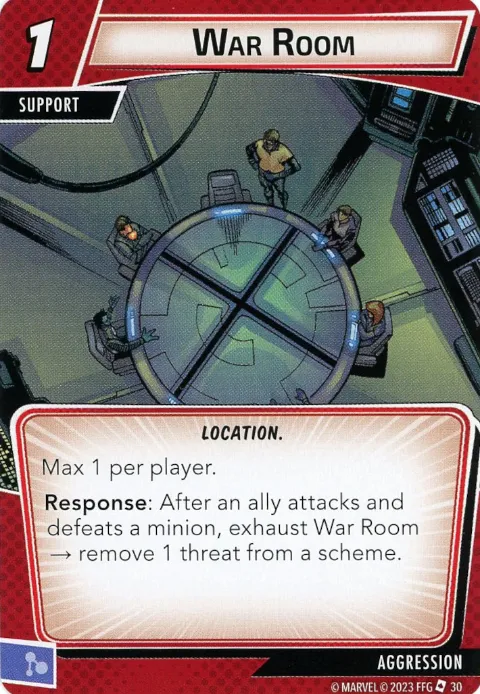 1
WAR ROOM
SUPPORT
LOCATION.
Max 1 per player.
Response: After an ally attacks and
defeats a minion, exhaust War Room
→ remove 1 threat from a scheme.
AGGRESSION
© MARVEL © 2023 FFG 30